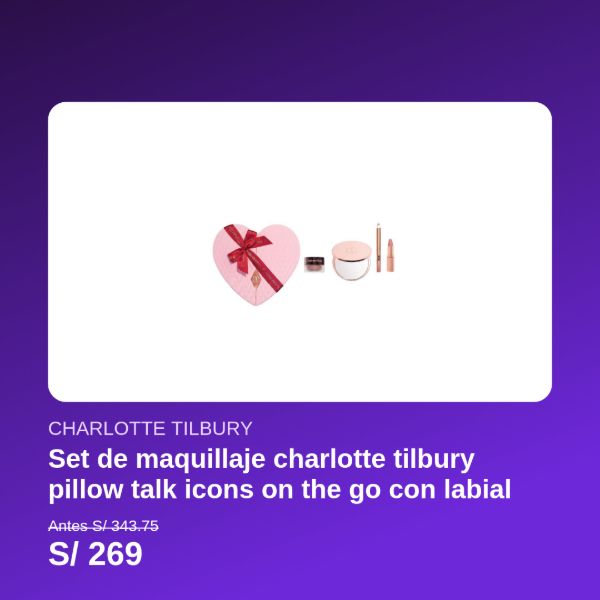 CHARLOTTE TILBURY
Set de maquillaje charlotte tilbury
pillow talk icons on the go con labial
Antes S/ 343.75
S/ 269